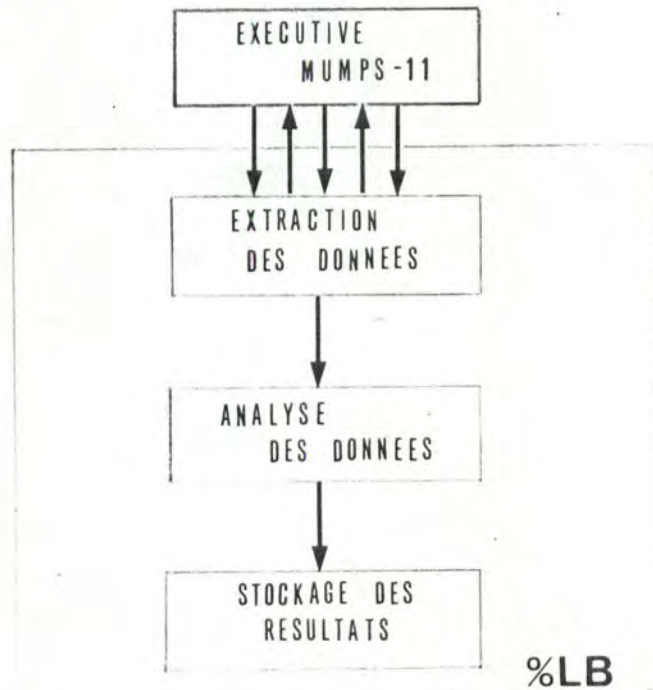 EXECUTIVE
MUMPS-11
EXTRACTION
DES DONNEES
ANALYSE
DES DONNEES
STOCKAGE DES
RESULTATS
%LB